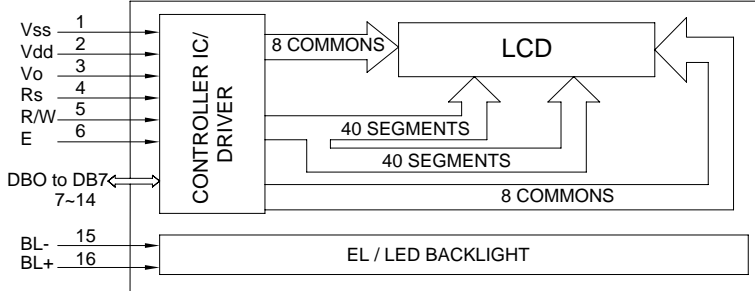 Vss 1
Vdd 2
Vo 3
Rs 4
R/W 5
E 6
DBO to DB7
7~14
BL- 15
BL+ 16
CONTROLLER IC/
DRIVER
8 COMMONS
LCD
40 SEGMENTS
40 SEGMENTS
8 COMMONS
EL / LED BACKLIGHT